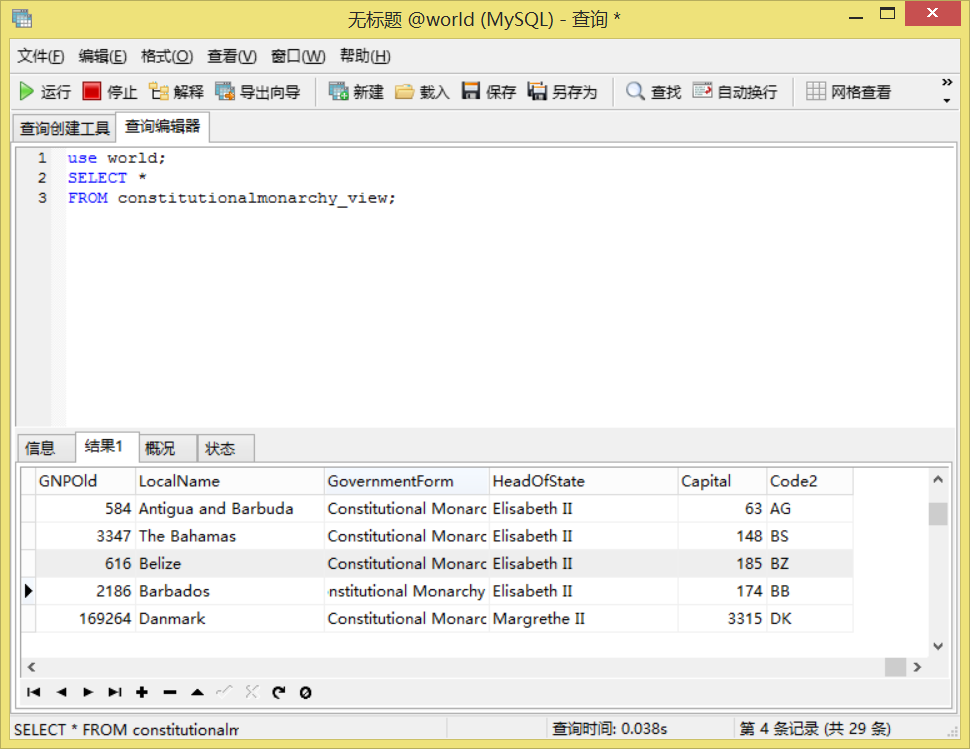 无标题 @world (MySQL) - 查询 *
文件(F) 编辑(E) 格式(O) 查看(V) 窗口(W) 帮助(H)
运行 停止 解释 导出向导 新建 载入 保存 另存为 查找 自动换行 网格查看
查询创建工具 查询编辑器
1 use world;
2 SELECT *
3 FROM constitutionalmonarchy_view;
信息 结果1 概况 状态
GNPOld LocalName GovernmentForm HeadOfState Capital Code2
584 Antigua and Barbuda Constitutional Monarc Elisabeth II 63 AG
3347 The Bahamas Constitutional Monarc Elisabeth II 148 BS
616 Belize Constitutional Monarc Elisabeth II 185 BZ
2186 Barbados nstitutional Monarchy Elisabeth II 174 BB
169264 Danmark Constitutional Monarc Margrethe II 3315 DK
SELECT * FROM constitutionalm 查询时间: 0.038s 第 4 条记录 (共 29 条)